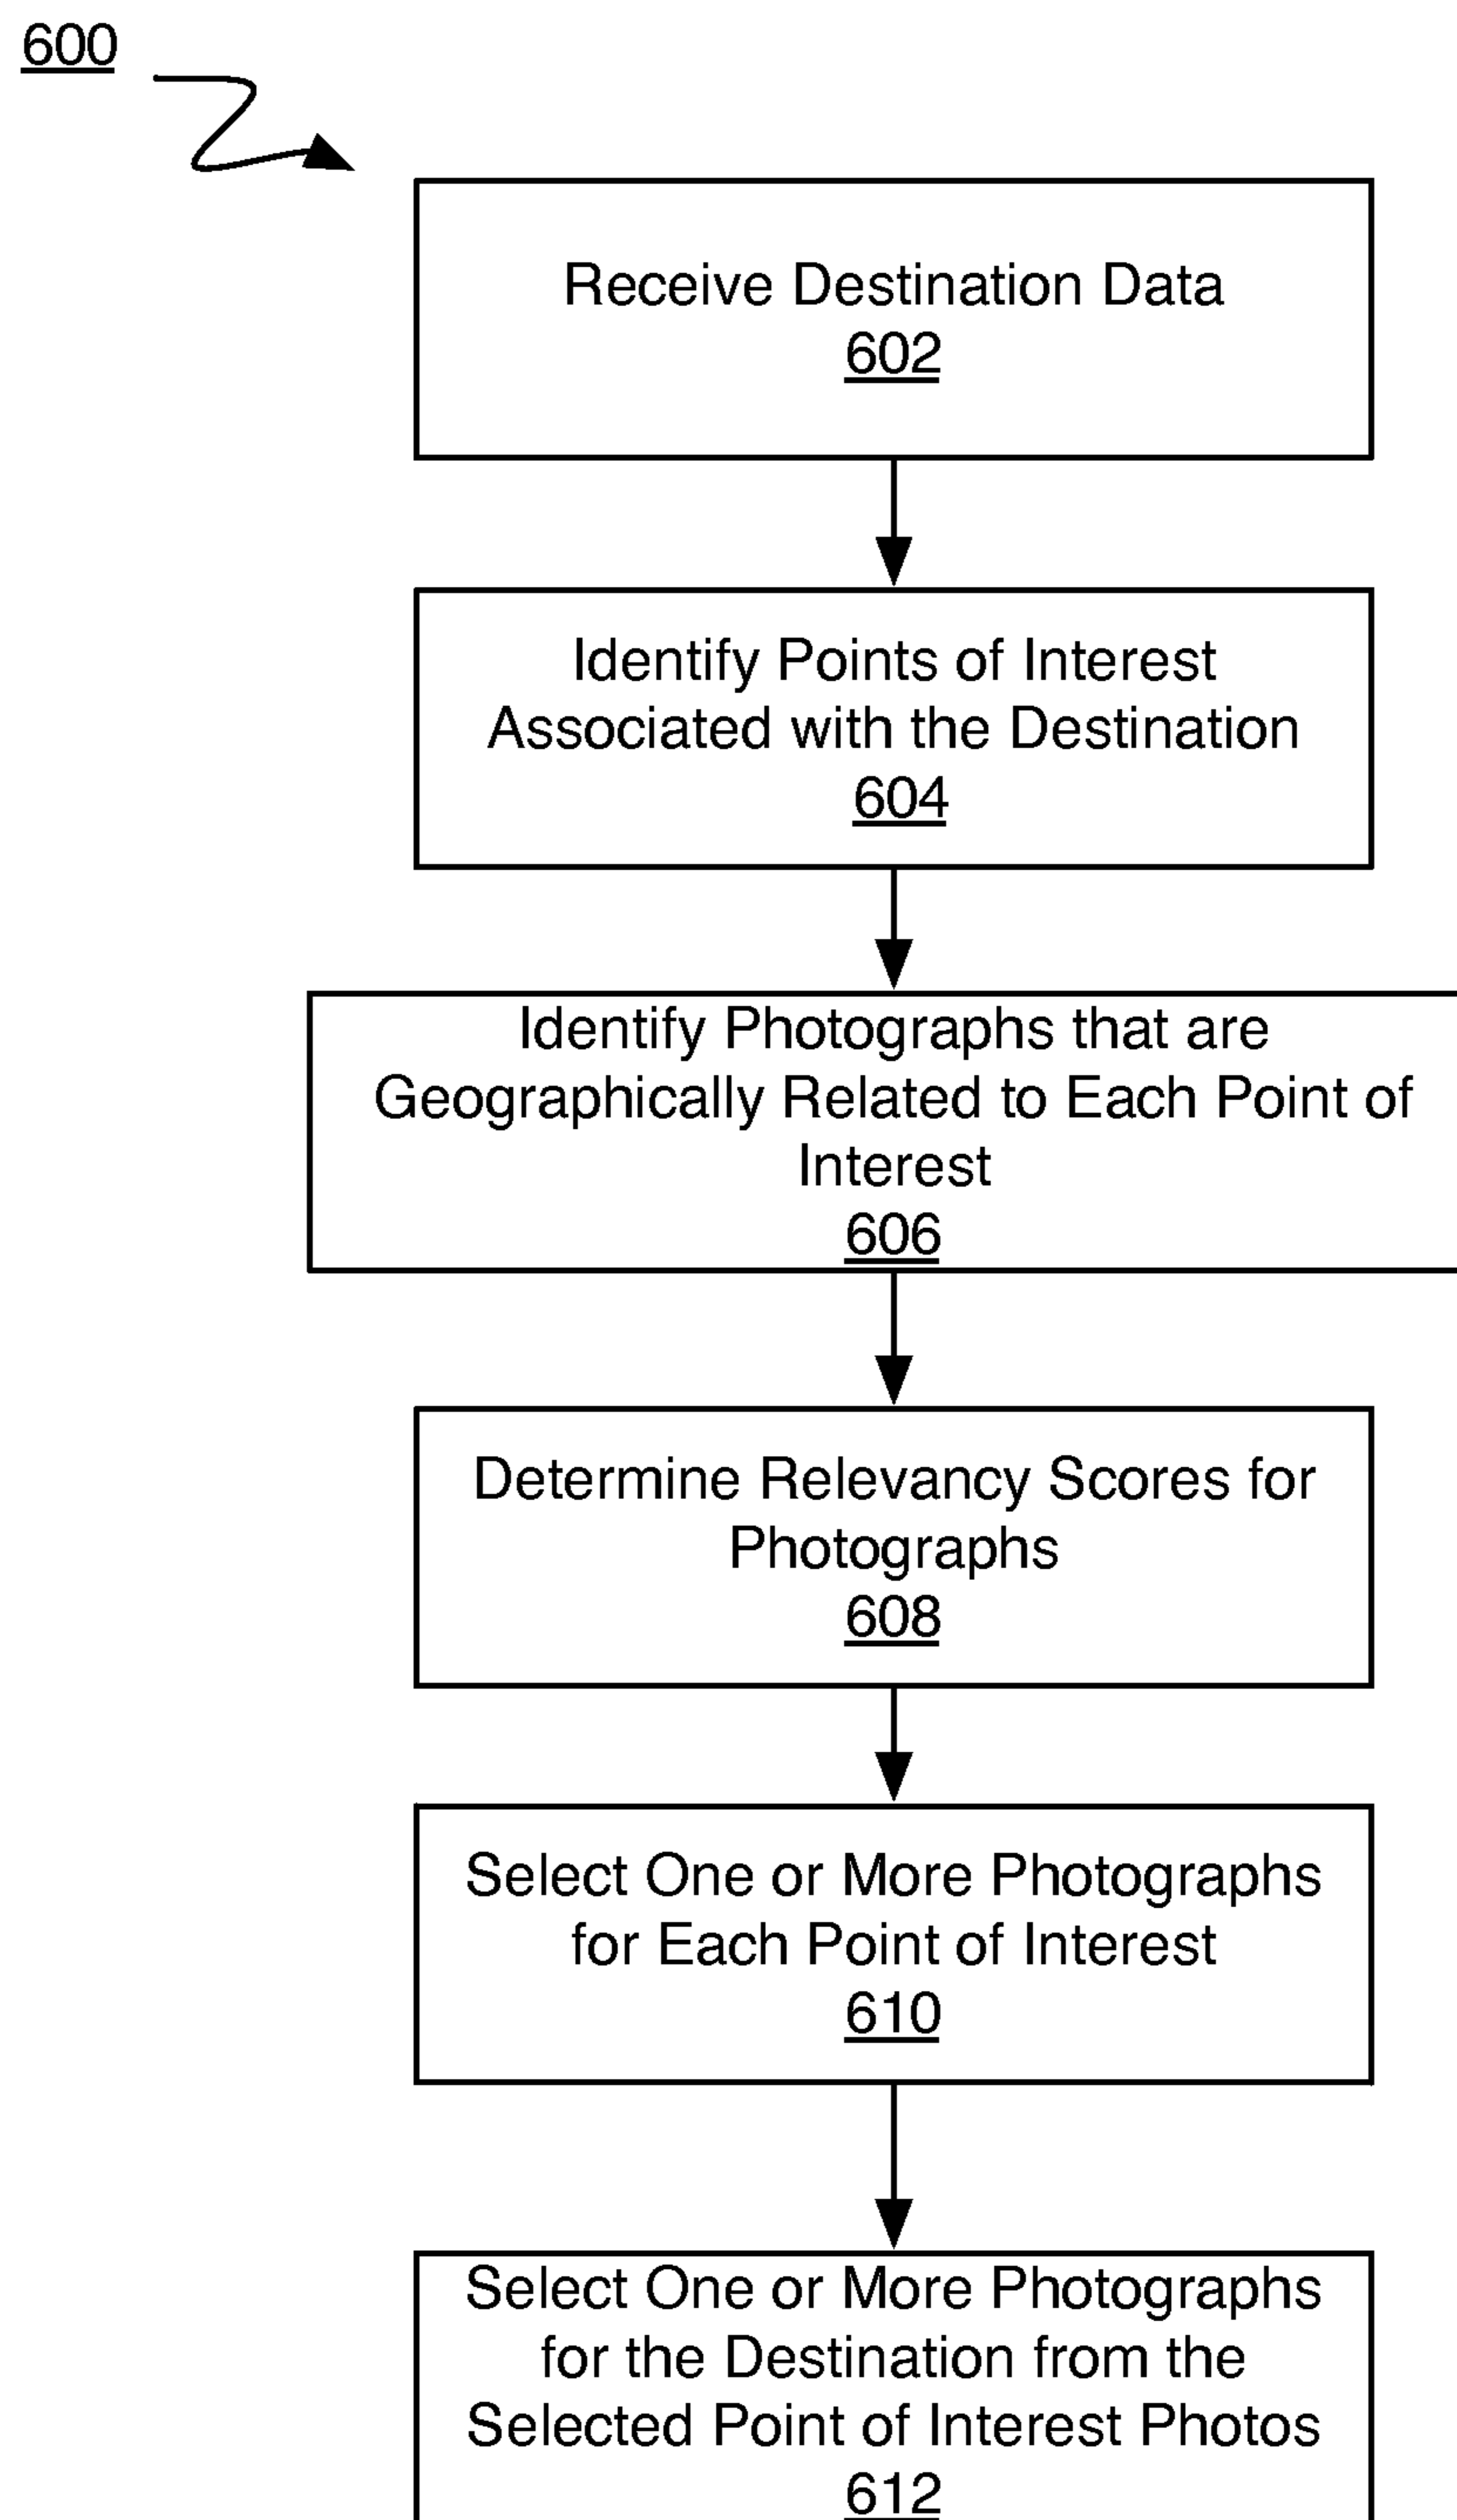 600
Receive Destination Data
602
Identify Points of Interest
Associated with the Destination
604
Identify Photographs that are
Geographically Related to Each Point of
Interest
606
Determine Relevancy Scores for
Photographs
608
Select One or More Photographs
for Each Point of Interest
610
Select One or More Photographs
for the Destination from the
Selected Point of Interest Photos
612